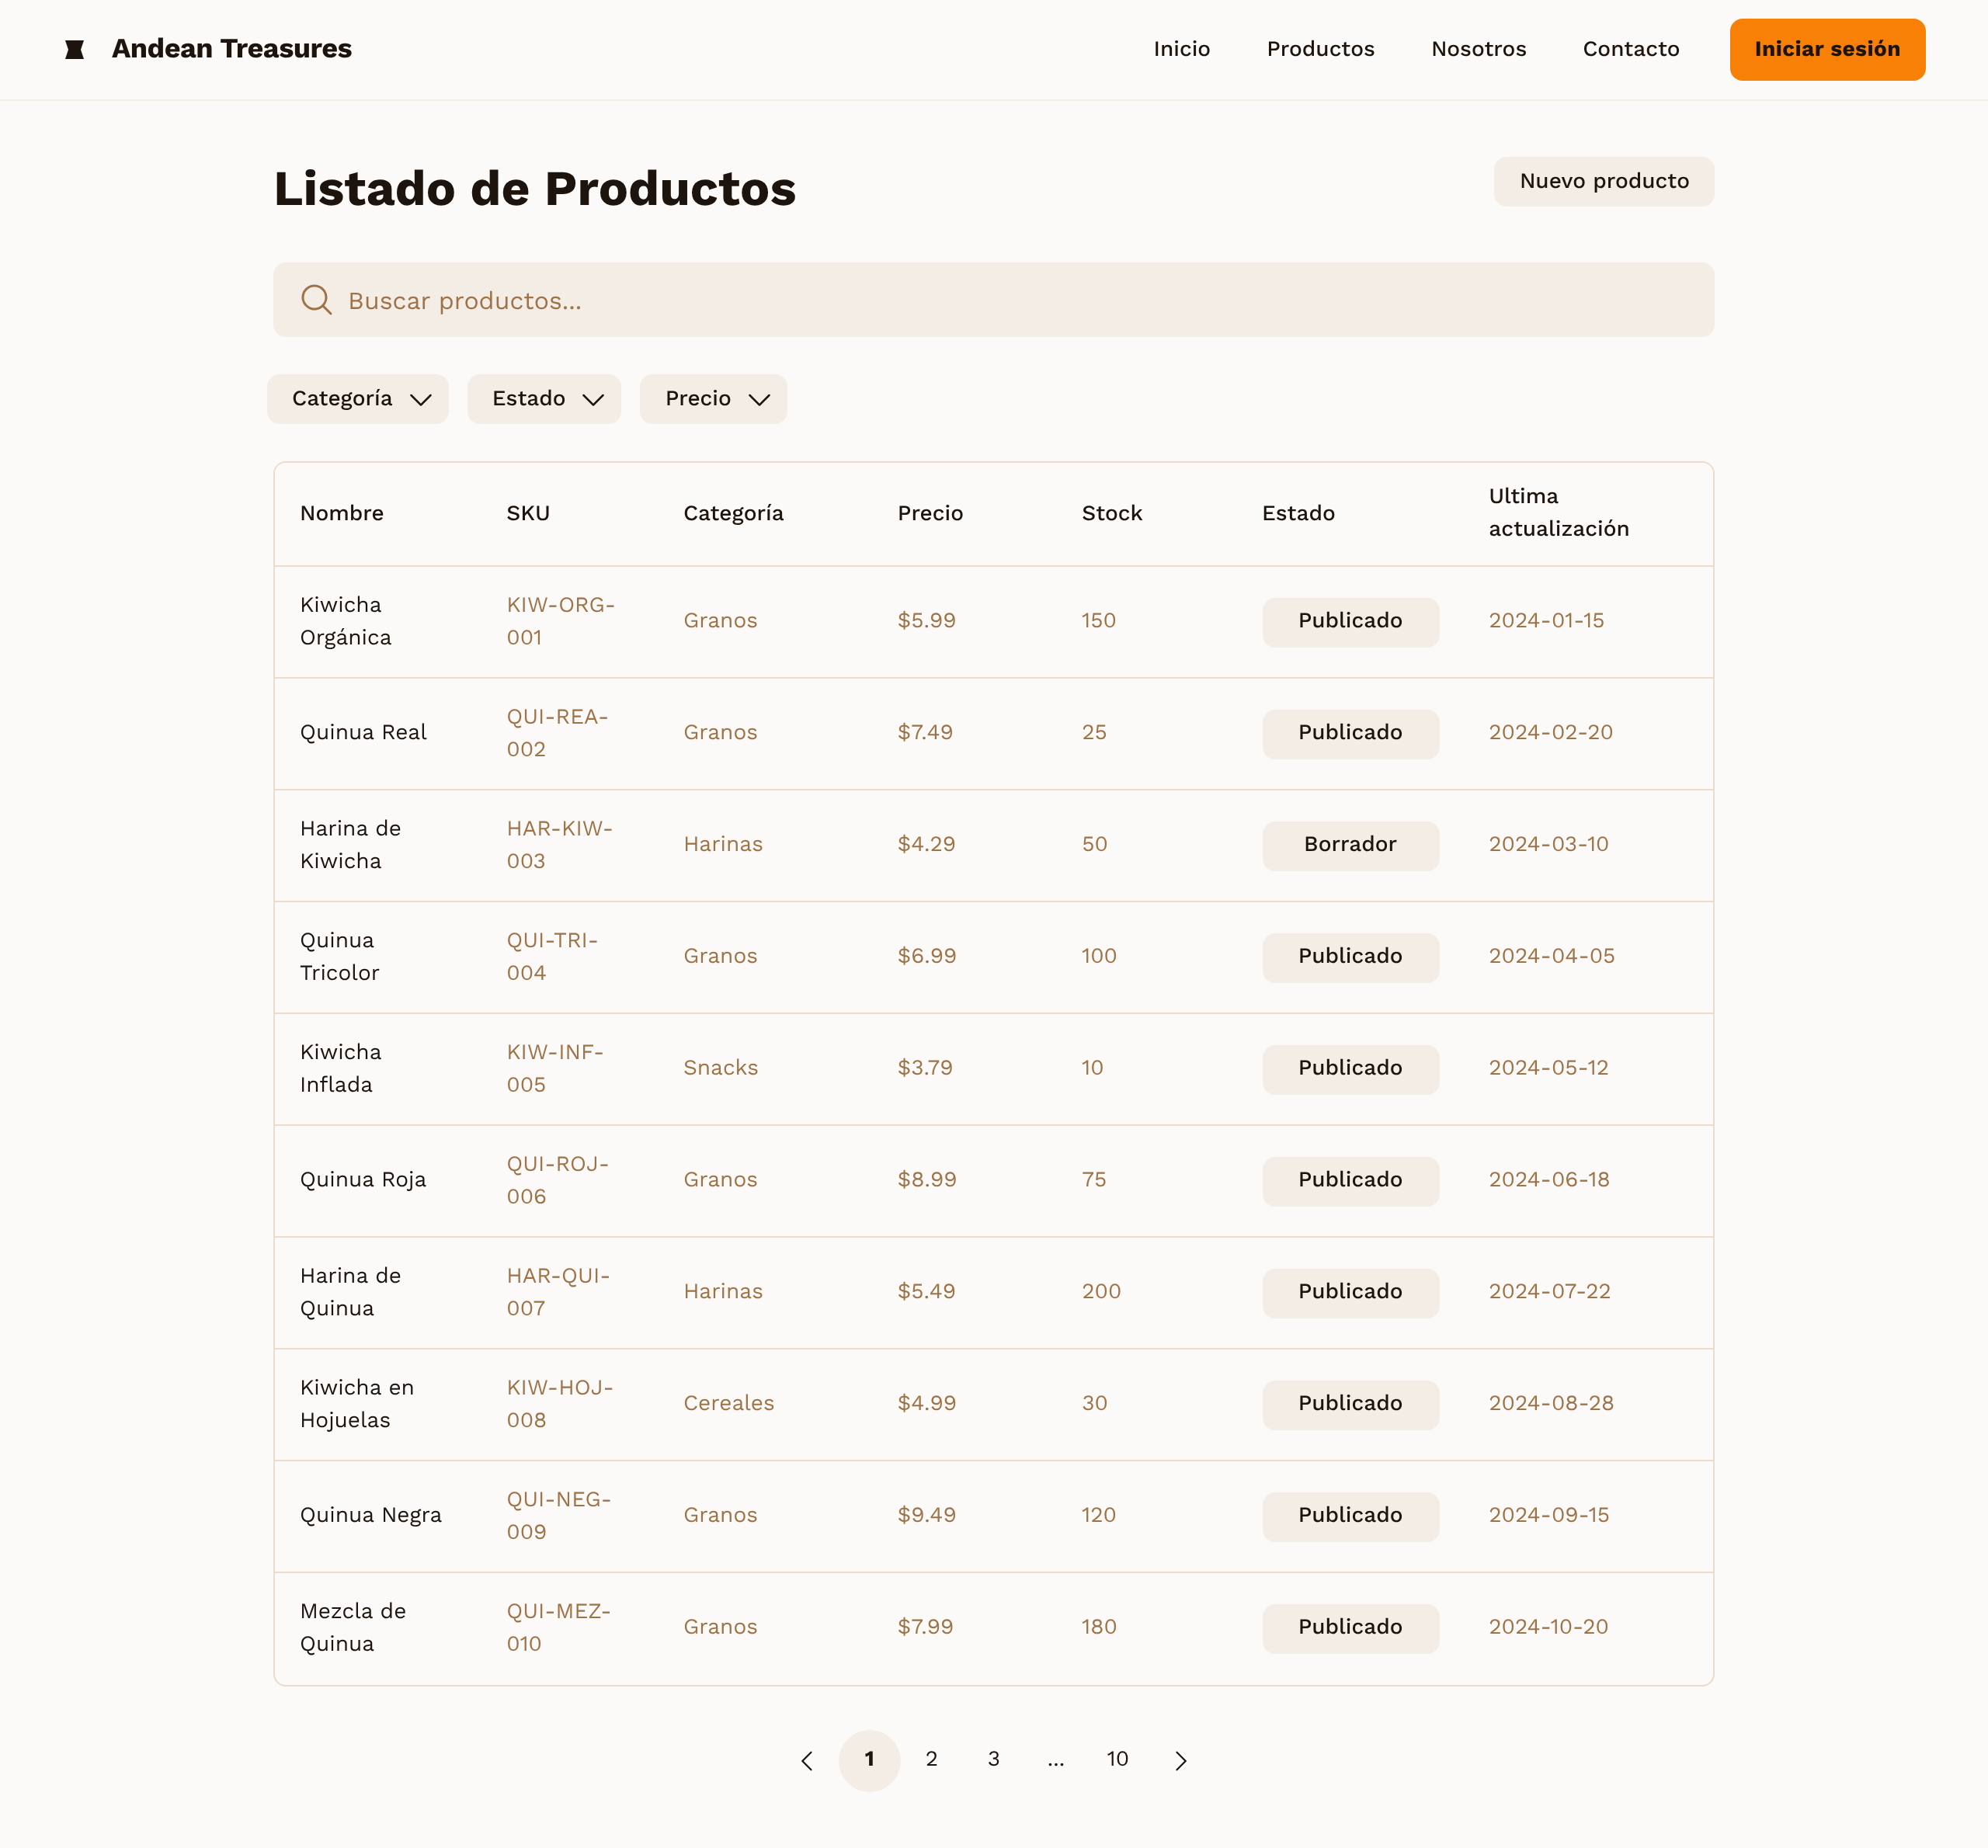 Andean Treasures
Inicio
Productos
Nosotros
Contacto
Iniciar sesión
Listado de Productos
Nuevo producto
Buscar productos...
Categoría
Estado
Precio
Nombre
SKU
Categoría
Precio
Stock
Estado
Ultima
actualización
Kiwicha
Orgánica
KIW-ORG-
001
Granos
$5.99
150
Publicado
2024-01-15
Quinua Real
QUI-REA-
002
Granos
$7.49
25
Publicado
2024-02-20
Harina de
Kiwicha
HAR-KIW-
003
Harinas
$4.29
50
Borrador
2024-03-10
Quinua
Tricolor
QUI-TRI-
004
Granos
$6.99
100
Publicado
2024-04-05
Kiwicha
Inflada
KIW-INF-
005
Snacks
$3.79
10
Publicado
2024-05-12
Quinua Roja
QUI-ROJ-
006
Granos
$8.99
75
Publicado
2024-06-18
Harina de
Quinua
HAR-QUI-
007
Harinas
$5.49
200
Publicado
2024-07-22
Kiwicha en
Hojuelas
KIW-HOJ-
008
Cereales
$4.99
30
Publicado
2024-08-28
Quinua Negra
QUI-NEG-
009
Granos
$9.49
120
Publicado
2024-09-15
Mezcla de
Quinua
QUI-MEZ-
010
Granos
$7.99
180
Publicado
2024-10-20
1
2
3
...
10